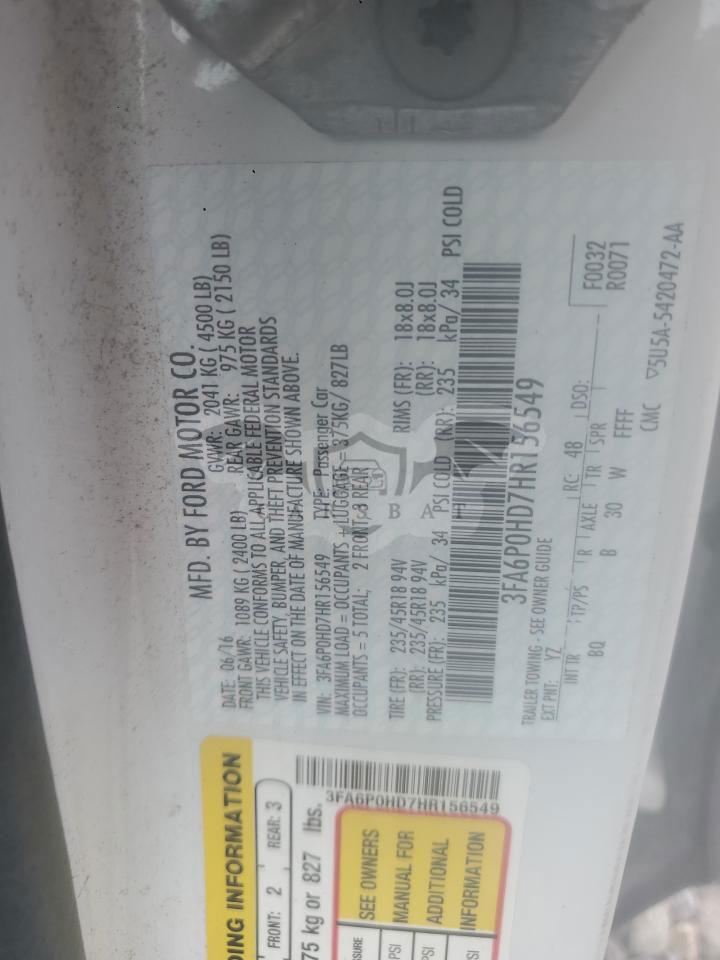 MFD. BY FORD MOTOR CO.
DATE: 06/16 GVWR: 2041 KG ( 4500 LB)
FRONT GAWR: 1089 KG ( 2400 LB) REAR GAWR: 975 KG ( 2150 LB)
THIS VEHICLE CONFORMS TO ALL APPLICABLE FEDERAL MOTOR
VEHICLE SAFETY, BUMPER, AND THEFT PREVENTION STANDARDS
IN EFFECT ON THE DATE OF MANUFACTURE SHOWN ABOVE.
VIN: 3FA6P0HD7HR156549 TYPE: Passenger Car
MAXIMUM LOAD = OCCUPANTS + LUGGAGE = 375KG/ 827LB
OCCUPANTS = 5 TOTAL; 2 FRONT, 3 REAR
TIRE (FR): 235/45R18 94V RIMS (FR): 18x8.0J
(RR): 235/45R18 94V (RR): 18x8.0J
PRESSURE (FR): 235 kPa/ 34 PSI COLD (RR): 235 kPa/ 34 PSI COLD
3FA6P0HD7HR156549
TRAILER TOWING - SEE OWNER GUIDE
EXT PNT: YZ RC: 48 DSO: F0032
INT TR TP/PS R AXLE TR SPR R0071
BQ B 30 W FFF
CMC 5U5A-5420472-AA
DING INFORMATION
FRONT: 2 REAR: 3
75 kg or 827 lbs.
3FA6P0HD7HR156549
SSURE SEE OWNERS
PSI MANUAL FOR
PSI ADDITIONAL
SI INFORMATION